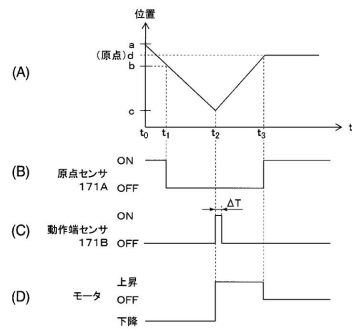 位置
a
(原点)d
b
(A)
c
t
t0 t1 t2 t3
ON
(B) 原点センサ
171A OFF
ON ΔT
(C) 動作端センサ
171B OFF
上昇
(D) モータ OFF
下降